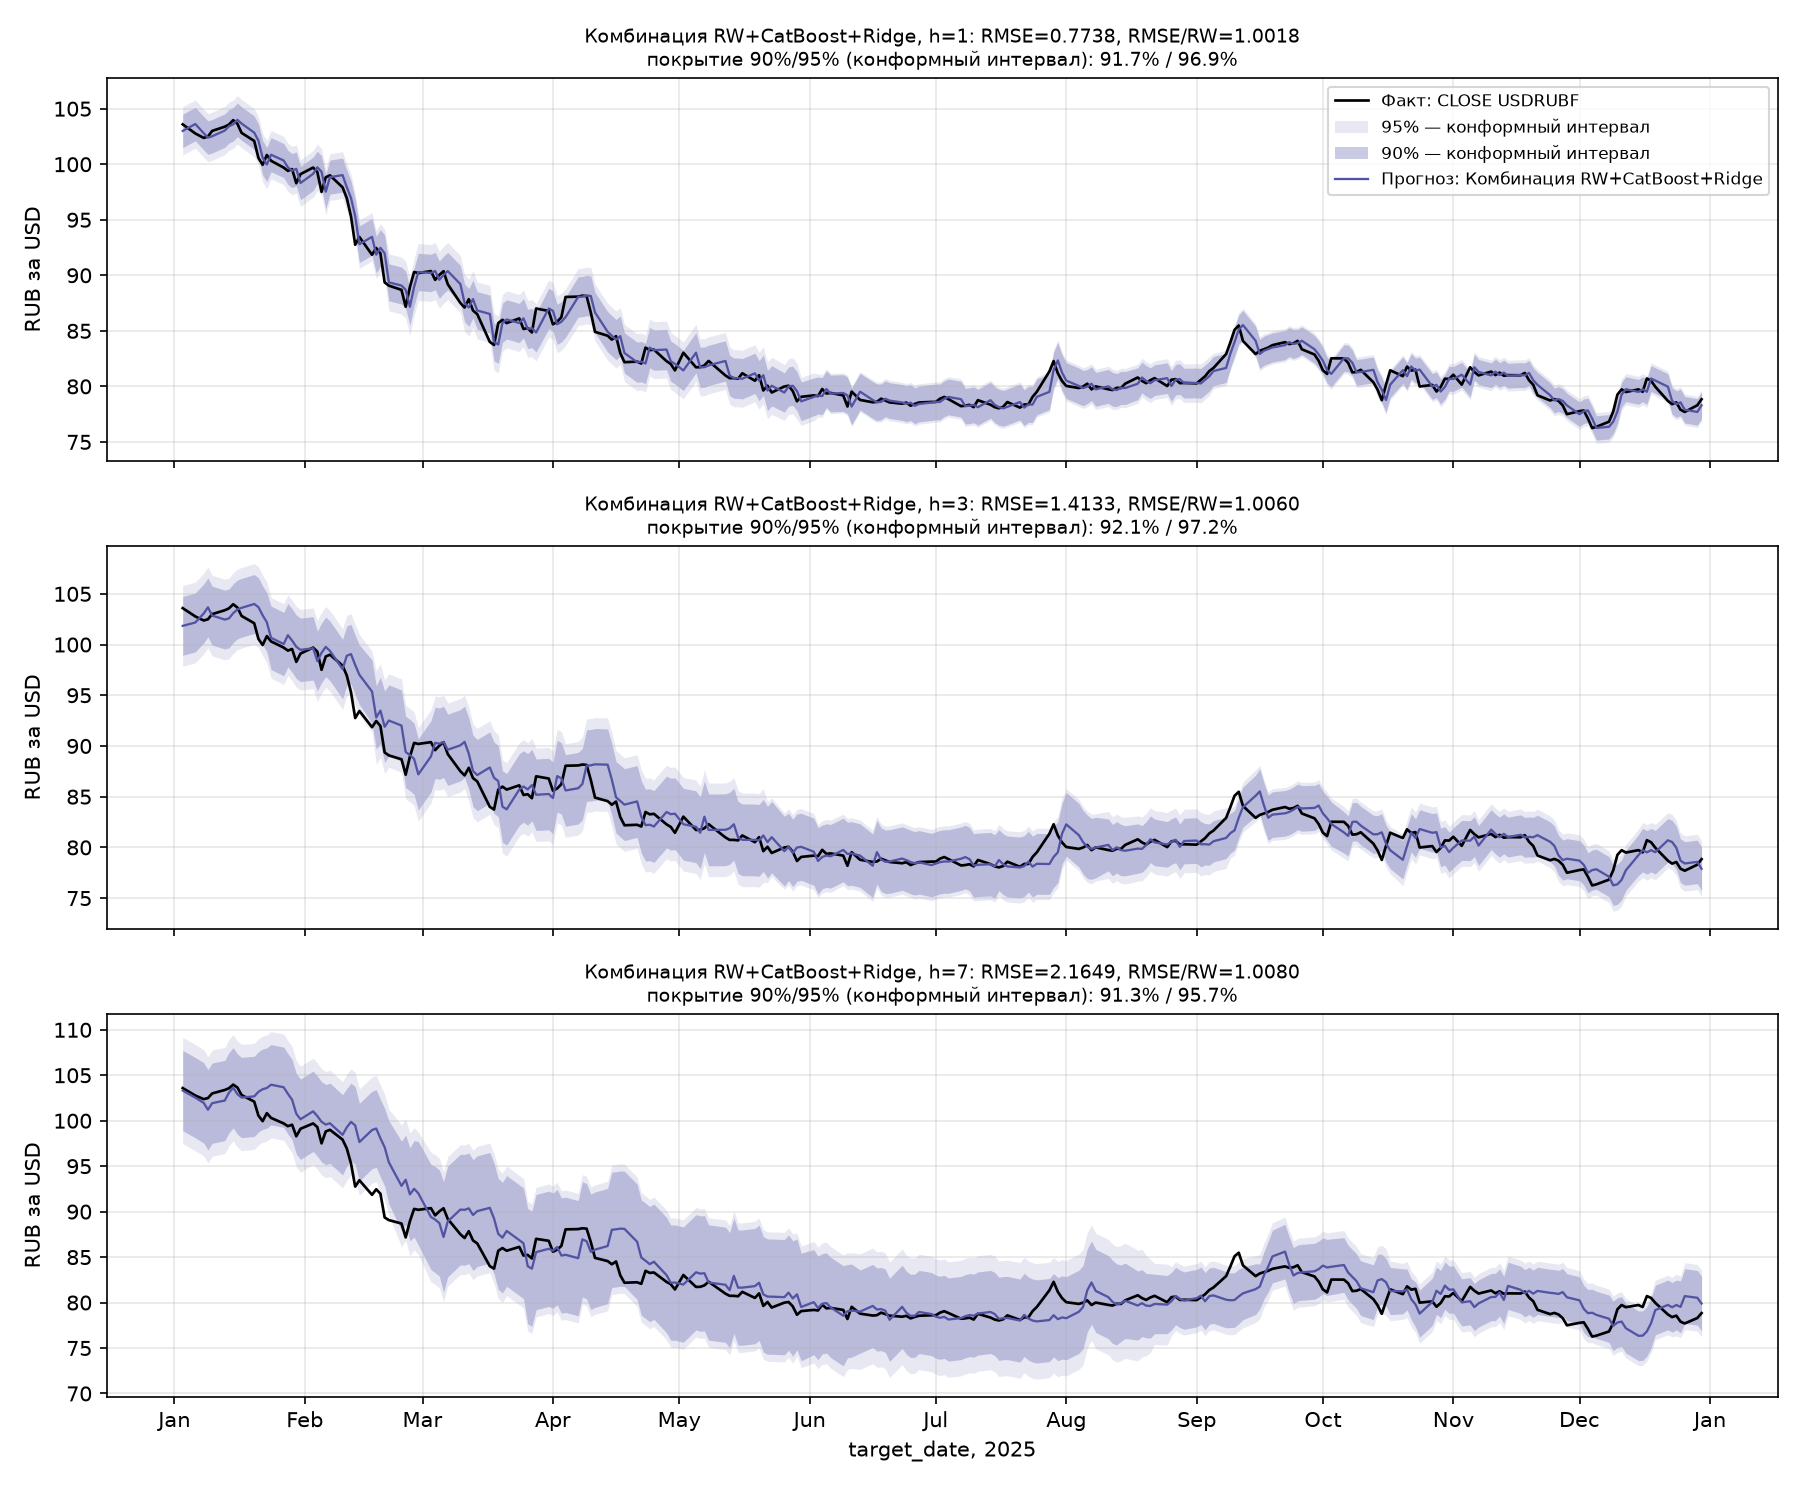 Комбинация RW+CatBoost+Ridge, h=1: RMSE=0.7738, RMSE/RW=1.0018
покрытие 90%/95% (конформный интервал): 91.7% / 96.9%
RUB за USD
105
100
95
90
85
80
75
Факт: CLOSE USDRUBF
95% — конформный интервал
90% — конформный интервал
Прогноз: Комбинация RW+CatBoost+Ridge
Комбинация RW+CatBoost+Ridge, h=3: RMSE=1.4133, RMSE/RW=1.0060
покрытие 90%/95% (конформный интервал): 92.1% / 97.2%
RUB за USD
105
100
95
90
85
80
75
Комбинация RW+CatBoost+Ridge, h=7: RMSE=2.1649, RMSE/RW=1.0080
покрытие 90%/95% (конформный интервал): 91.3% / 95.7%
RUB за USD
110
105
100
95
90
85
80
75
70
Jan Feb Mar Apr May Jun Jul Aug Sep Oct Nov Dec Jan
target_date, 2025